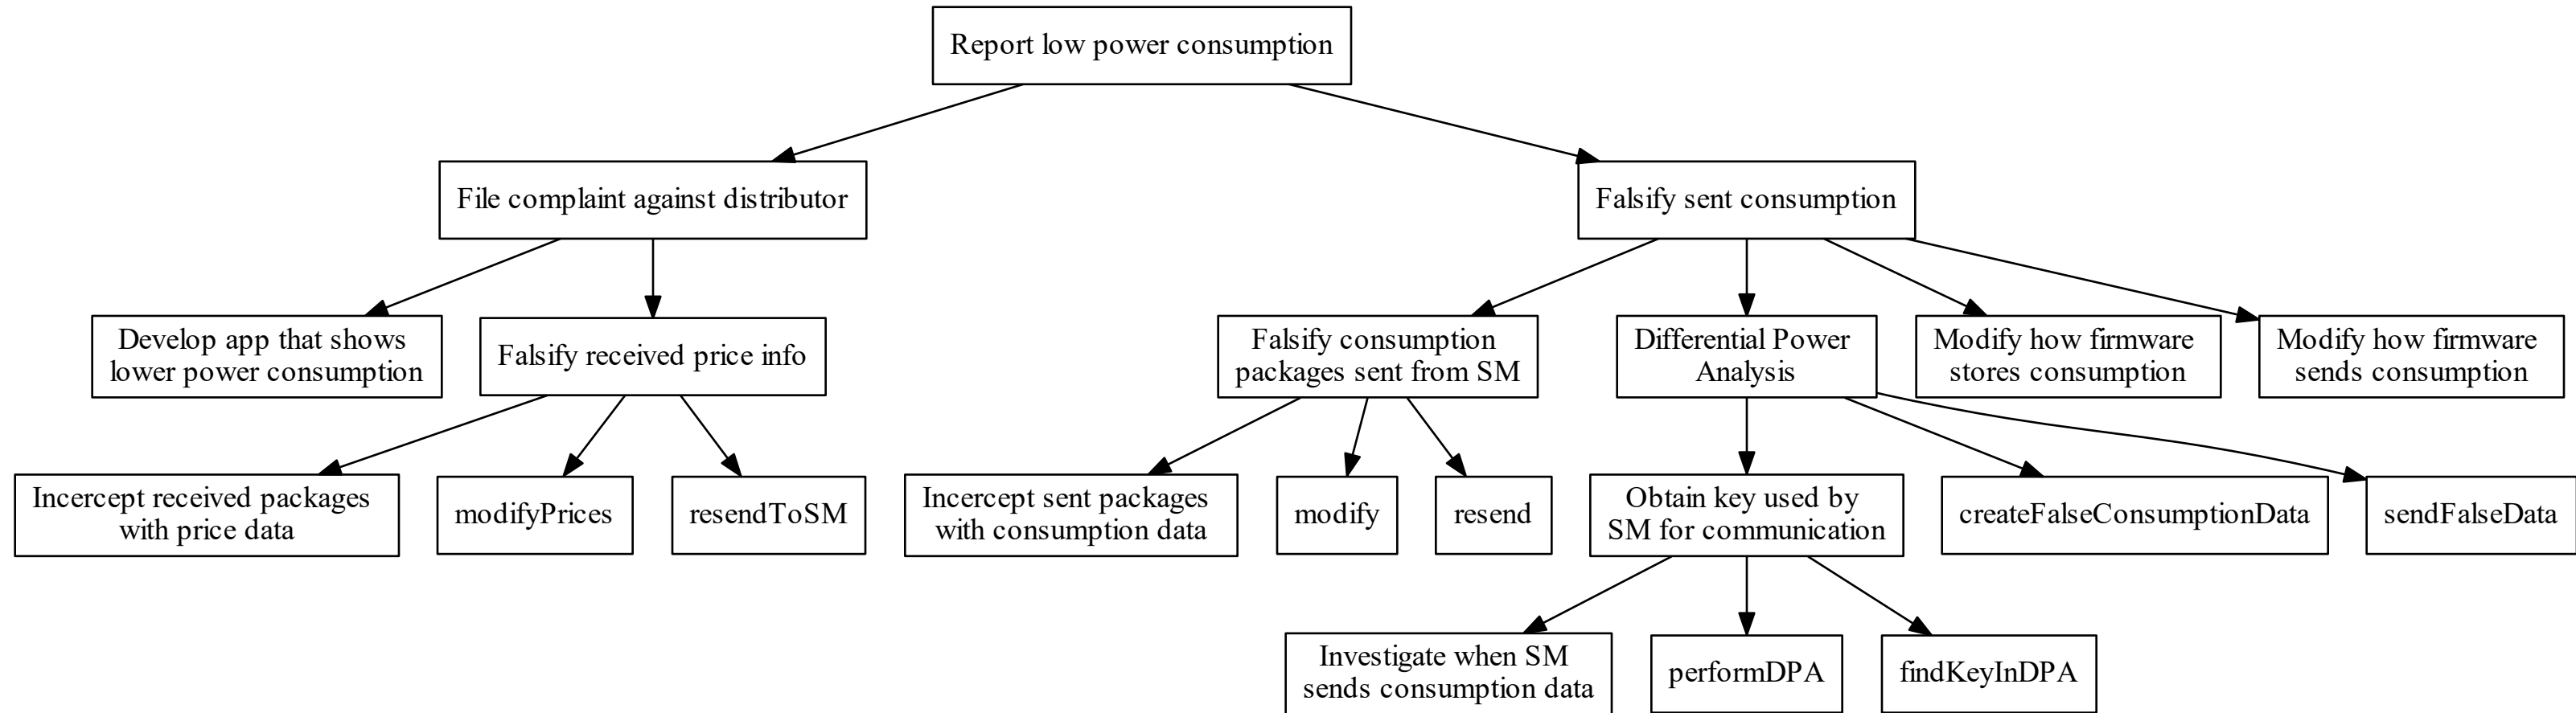 Report low power consumption
File complaint against distributor
Falsify sent consumption
Develop app that shows
lower power consumption
Falsify received price info
Falsify consumption
packages sent from SM
Differential Power
Analysis
Modify how firmware
stores consumption
Modify how firmware
sends consumption
Incercept received packages
with price data
modifyPrices
resendToSM
Incercept sent packages
with consumption data
modify
resend
Obtain key used by
SM for communication
createFalseConsumptionData
sendFalseData
Investigate when SM
sends consumption data
performDPA
findKeyInDPA